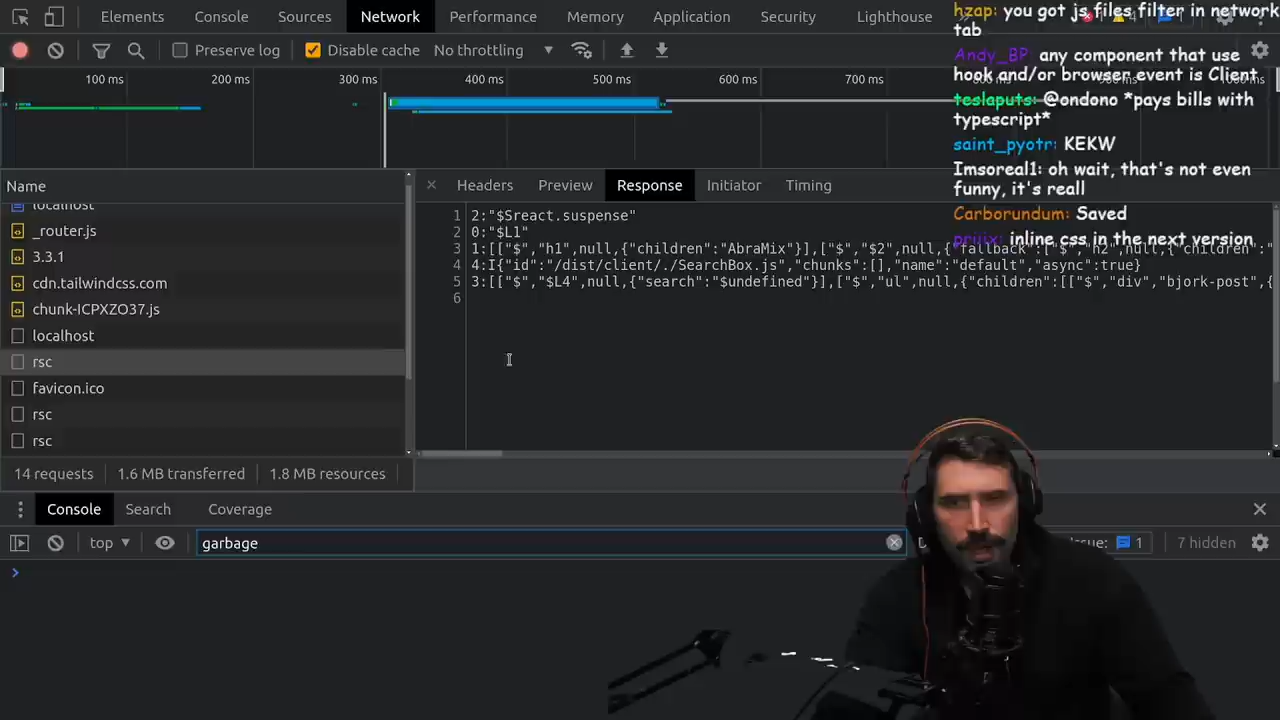 Elements Console Sources Network Performance Memory Application Security Lighthouse
Preserve log Disable cache No throttling
100 ms 200 ms 300 ms 400 ms 500 ms 600 ms 700 ms
hzap: you got js files filter in network
tab
Andy_BP: any component that use
hook and/or browser event is Client
teslaputs: @ondono *pays bills with
typescript*
saint_pyotr: KEKW
Imsoreal1: oh wait, that's not even
funny, it's reall
Carborundum: Saved
priiix: inline css in the next version
Name
localhost
_router.js
3.3.1
cdn.tailwindcss.com
chunk-ICPXZO37.js
localhost
rsc
favicon.ico
rsc
rsc
14 requests 1.6 MB transferred 1.8 MB resources
Headers Preview Response Initiator Timing
1 2:"$Sreact.suspense"
2 0:"$L1"
3 1:[["$","h1",null,{"children":"AbraMix"}],["$","$2",null,{"fallback":["$","h2",null,{"children":"
4 4:I{"id":"/dist/client/./SearchBox.js","chunks":[],"name":"default","async":true}
5 3:[["$","$L4",null,{"search":"$undefined"}],["$","ul",null,{"children":[["$","div","bjork-post",{
6
Console Search Coverage
top garbage 1 7 hidden